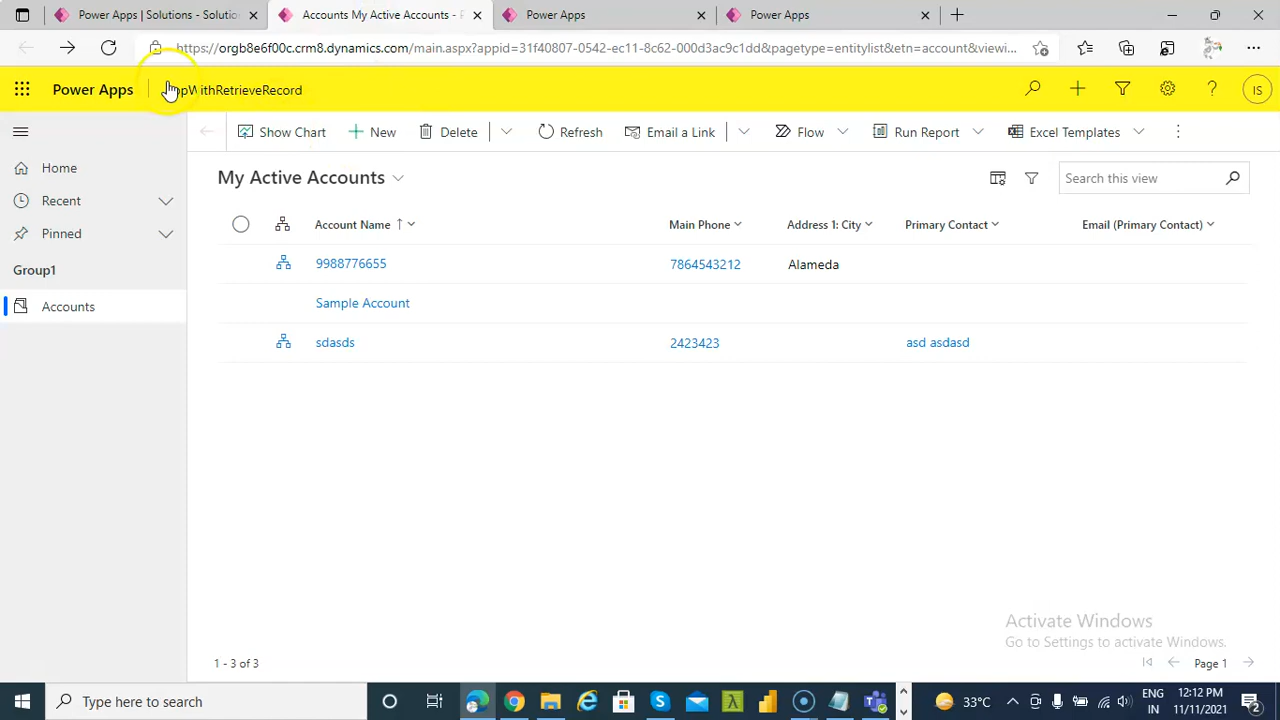 Power Apps | Solutions - Solutio
Accounts My Active Accounts - P
Power Apps
Power Apps
https://orgb8e6f00c.crm8.dynamics.com/main.aspx?appid=31f40807-0542-ec11-8c62-000d3ac9c1dd&pagetype=entitylist&etn=account&viewi...
Power Apps
ppWithRetrieveRecord
IS
Show Chart
New
Delete
Refresh
Email a Link
Flow
Run Report
Excel Templates
Home
Recent
Pinned
Group1
Accounts
My Active Accounts
Search this view
Account Name
Main Phone
Address 1: City
Primary Contact
Email (Primary Contact)
9988776655
7864543212
Alameda
Sample Account
sdasds
2423423
asd asdasd
Activate Windows
Go to Settings to activate Windows.
1 - 3 of 3
Page 1
Type here to search
33°C
ENG
IN
12:12 PM
11/11/2021
2